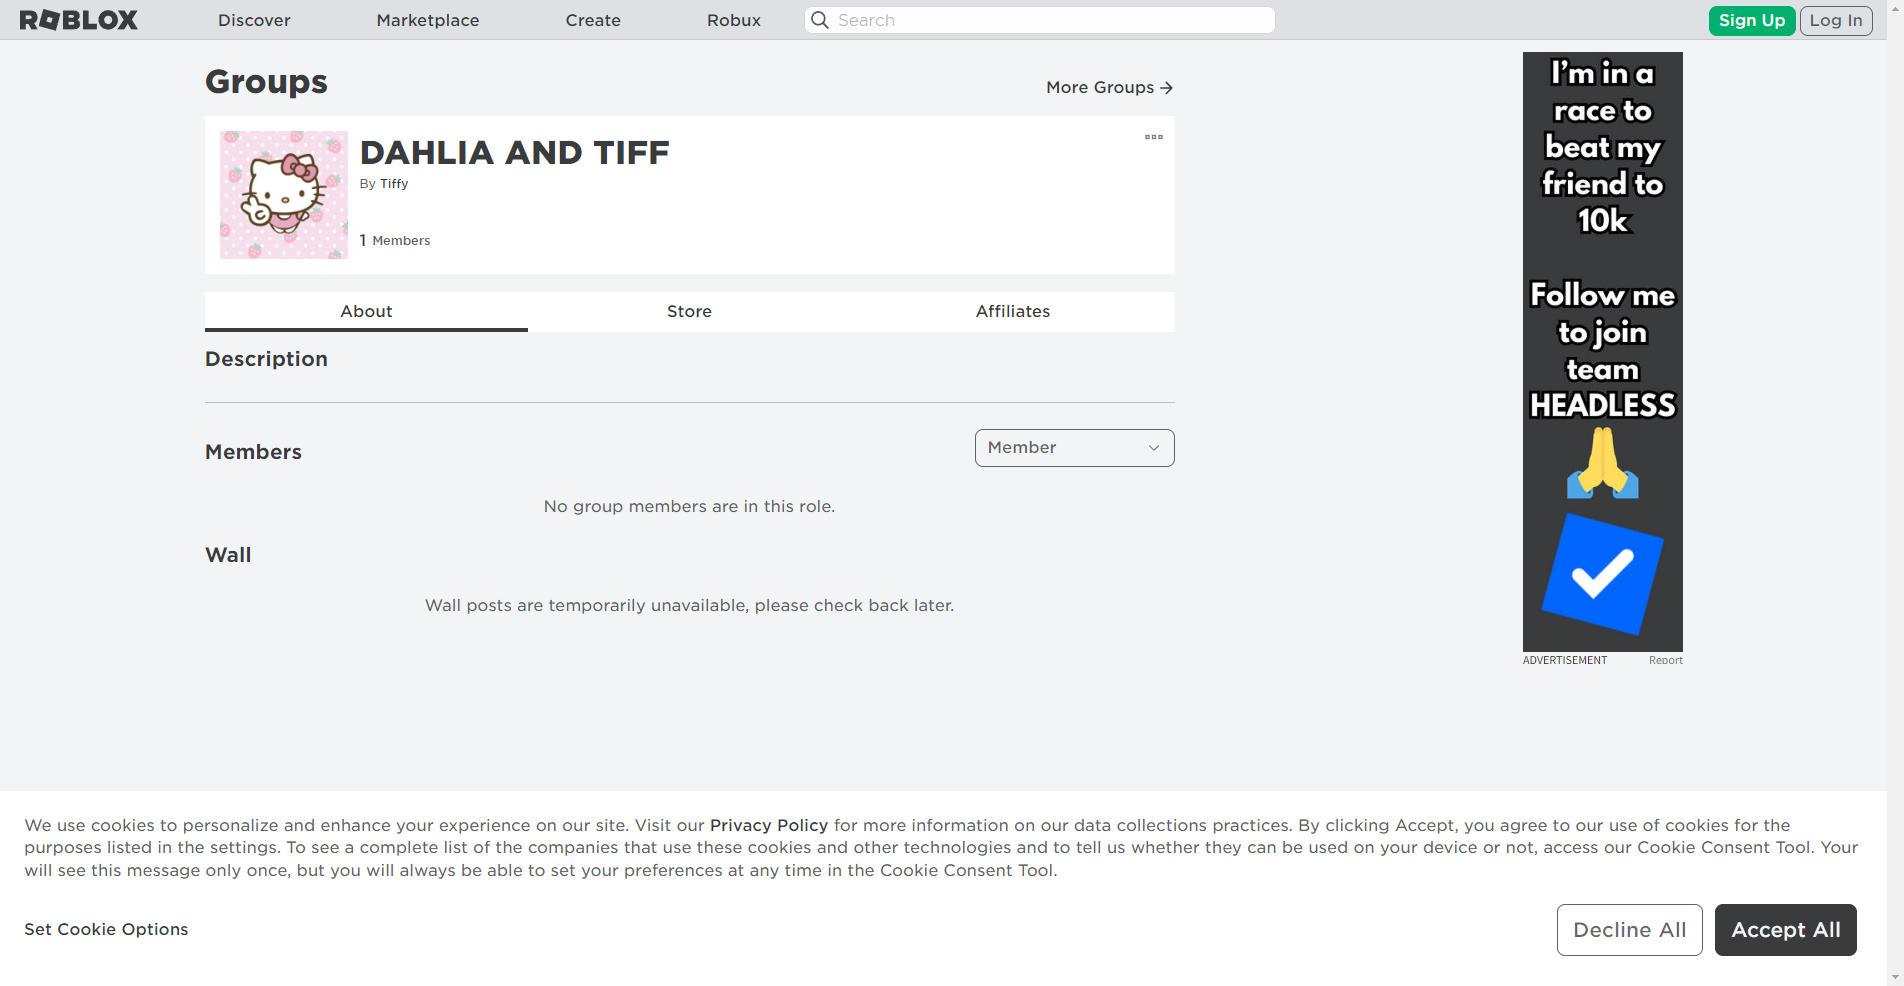 ROBLOX
Discover
Marketplace
Create
Robux
Search
Sign Up
Log In
Groups
More Groups
DAHLIA AND TIFF
By Tiffy
1 Members
About
Store
Affiliates
Description
Members
Member
No group members are in this role.
Wall
Wall posts are temporarily unavailable, please check back later.
I'm in a
race to
beat my
friend to
10k
Follow me
to join
team
HEADLESS
ADVERTISEMENT
Report
We use cookies to personalize and enhance your experience on our site. Visit our Privacy Policy for more information on our data collections practices. By clicking Accept, you agree to our use of cookies for the
purposes listed in the settings. To see a complete list of the companies that use these cookies and other technologies and to tell us whether they can be used on your device or not, access our Cookie Consent Tool. Your
will see this message only once, but you will always be able to set your preferences at any time in the Cookie Consent Tool.
Set Cookie Options
Decline All
Accept All